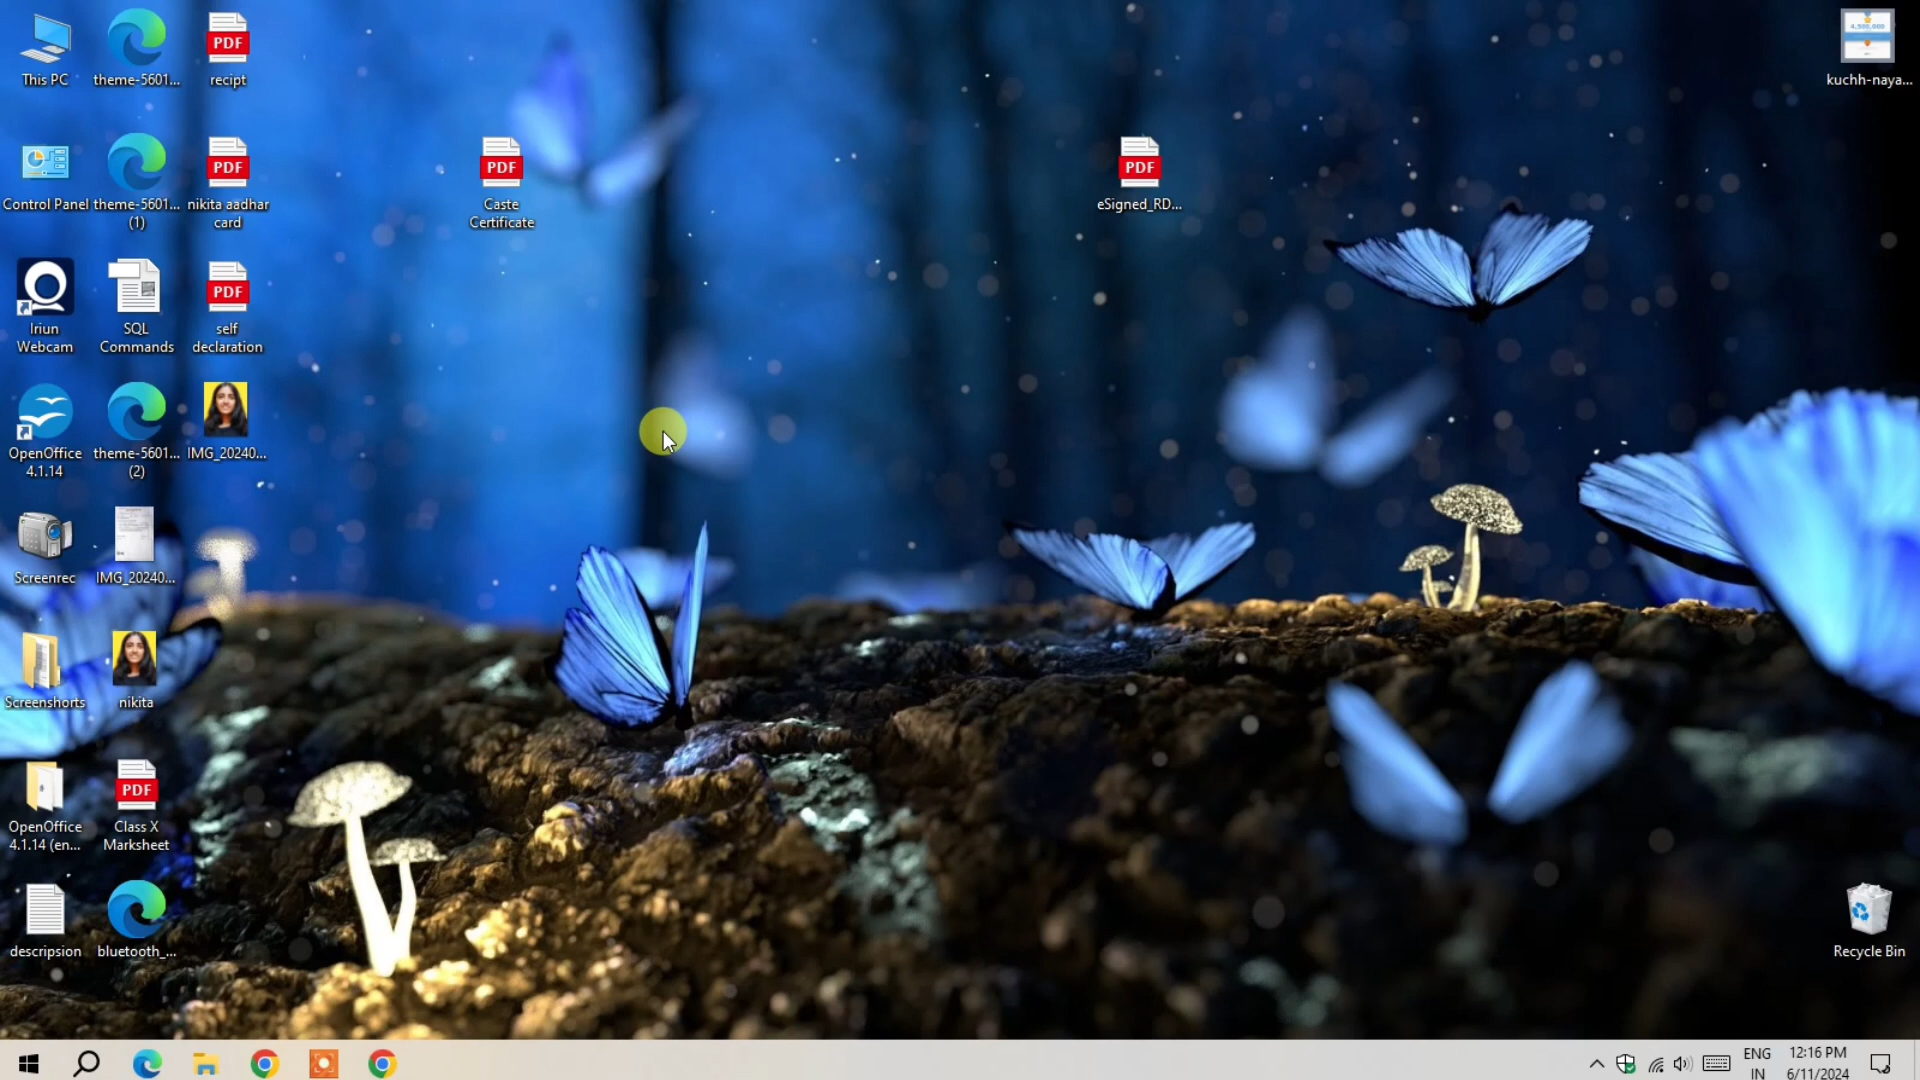 This PC
theme-5601...
PDF
recipt
4,500,000
kuchh-naya...
Control Panel
theme-5601...
(1)
PDF
nikita aadhar
card
PDF
Caste
Certificate
PDF
eSigned_RD...
Iriun
Webcam
SQL
Commands
PDF
self
declaration
OpenOffice
4.1.14
theme-5601...
(2)
IMG_20240...
Screenrec
IMG_20240...
Screenshorts
nikita
OpenOffice
4.1.14 (en...
PDF
Class X
Marksheet
descripsion
bluetooth_...
Recycle Bin
ENG
IN
12:16 PM
6/11/2024